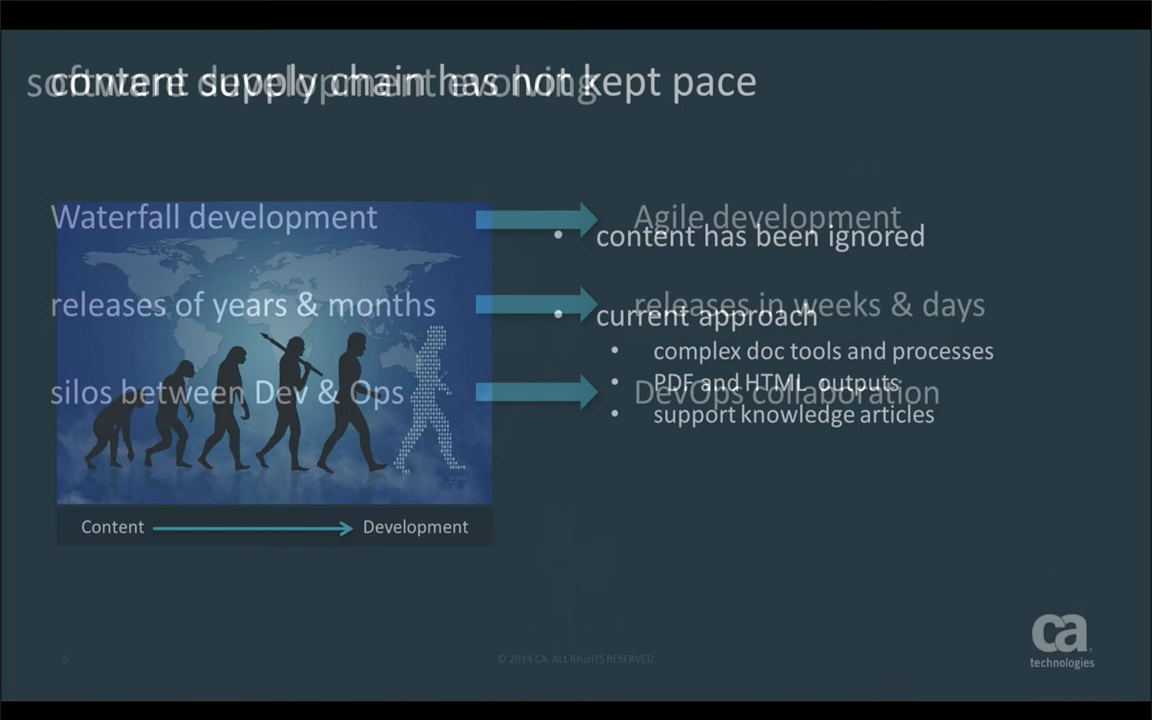 software development evolving
content supply chain has not kept pace
Waterfall development
Agile development
• content has been ignored
releases of years & months
releases in weeks & days
• current approach
• complex doc tools and processes
• PDF and HTML outputs
silos between Dev & Ops
DevOps collaboration
• support knowledge articles
Content
Development
5
© 2014 CA. ALL RIGHTS RESERVED.
ca
technologies